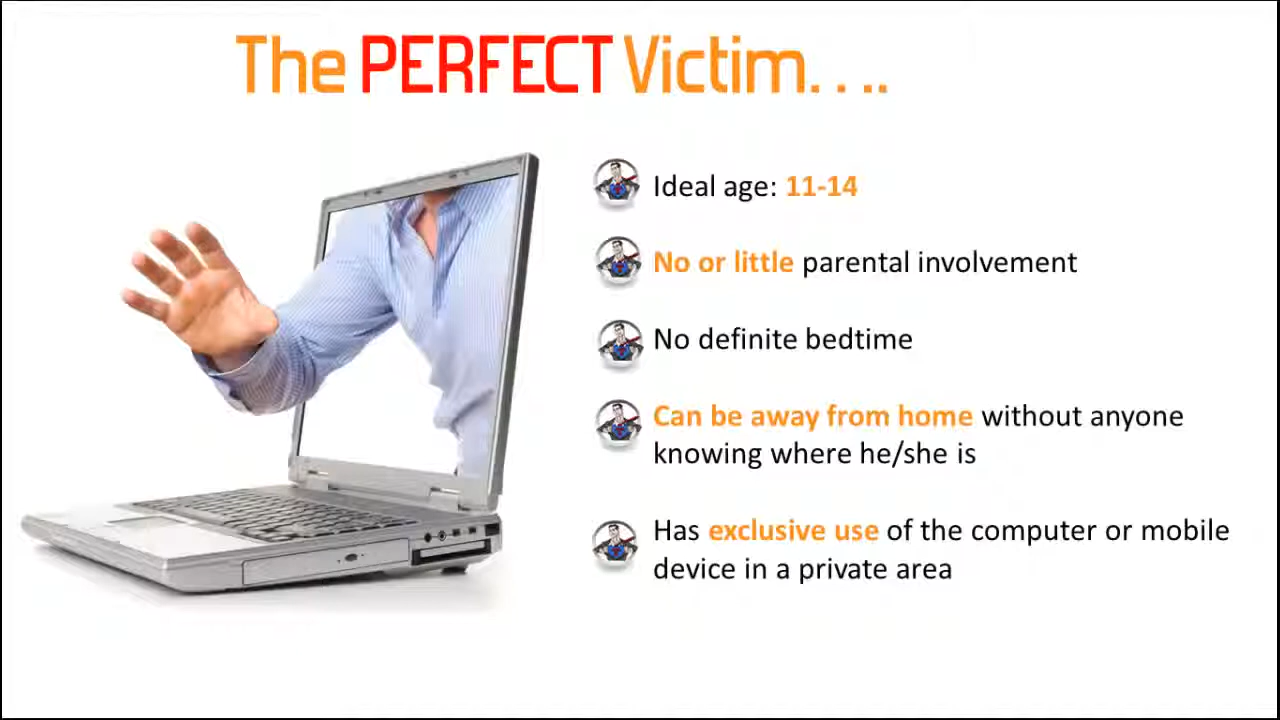 The PERFECT Victim....
Ideal age: 11-14
No or little parental involvement
No definite bedtime
Can be away from home without anyone
knowing where he/she is
Has exclusive use of the computer or mobile
device in a private area